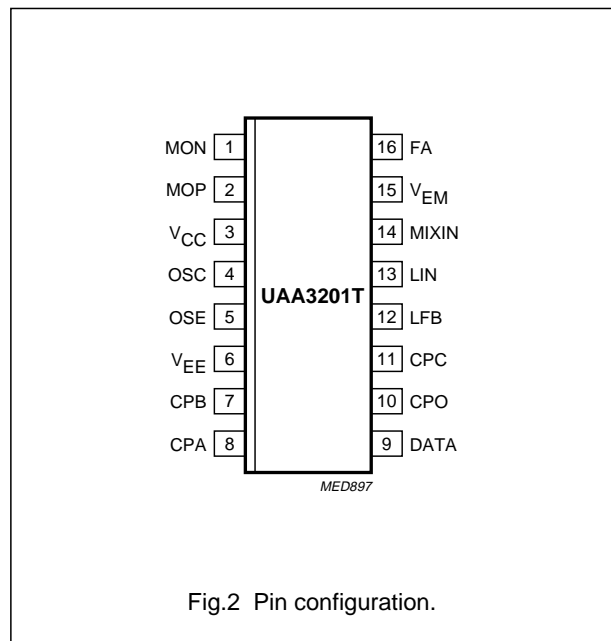 MON 1 16 FA
MOP 2 15 VEM
VCC 3 14 MIXIN
OSC 4 13 LIN
UAA3201T
OSE 5 12 LFB
VEE 6 11 CPC
CPB 7 10 CPO
CPA 8 9 DATA
MED897
Fig.2 Pin configuration.